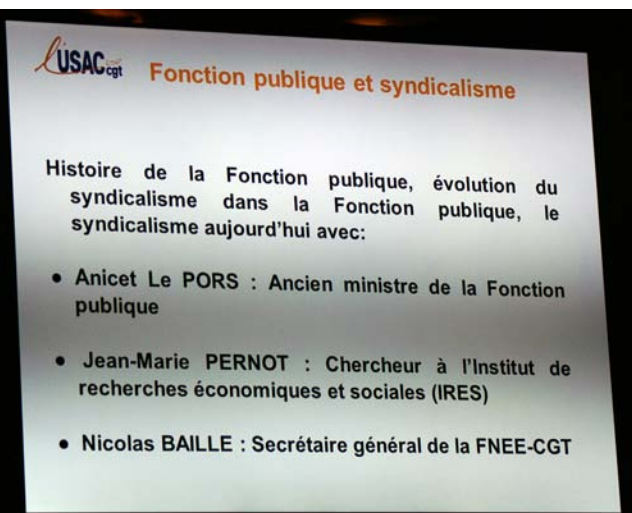 l'USAC cgt
Fonction publique et syndicalisme
Histoire de la Fonction publique, évolution du
syndicalisme dans la Fonction publique, le
syndicalisme aujourd'hui avec:
• Anicet Le PORS : Ancien ministre de la Fonction
publique
• Jean-Marie PERNOT : Chercheur à l'Institut de
recherches économiques et sociales (IRES)
• Nicolas BAILLE : Secrétaire général de la FNEE-CGT